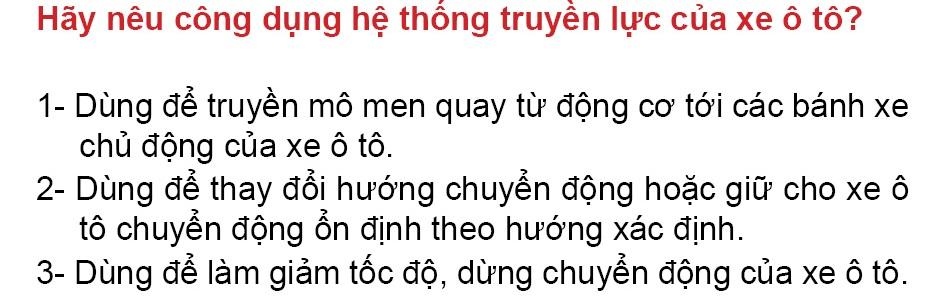 Hãy nêu công dụng hệ thống truyền lực của xe ô tô?
1- Dùng để truyền mô men quay từ động cơ tới các bánh xe
chủ động của xe ô tô.
2- Dùng để thay đổi hướng chuyển động hoặc giữ cho xe ô
tô chuyển động ổn định theo hướng xác định.
3- Dùng để làm giảm tốc độ, dừng chuyển động của xe ô tô.